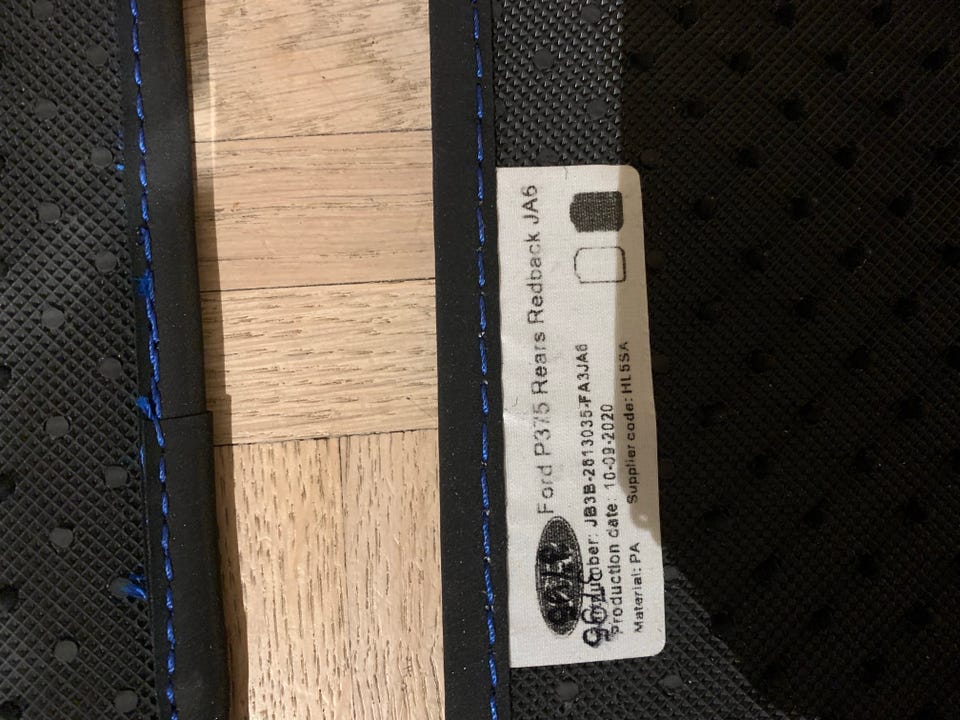 Ford P375 Rears Redback JA6
number: JB3B-2613035-FA3JA6
Production date: 10-09-2020
Material: PA Supplier code: HL5SA